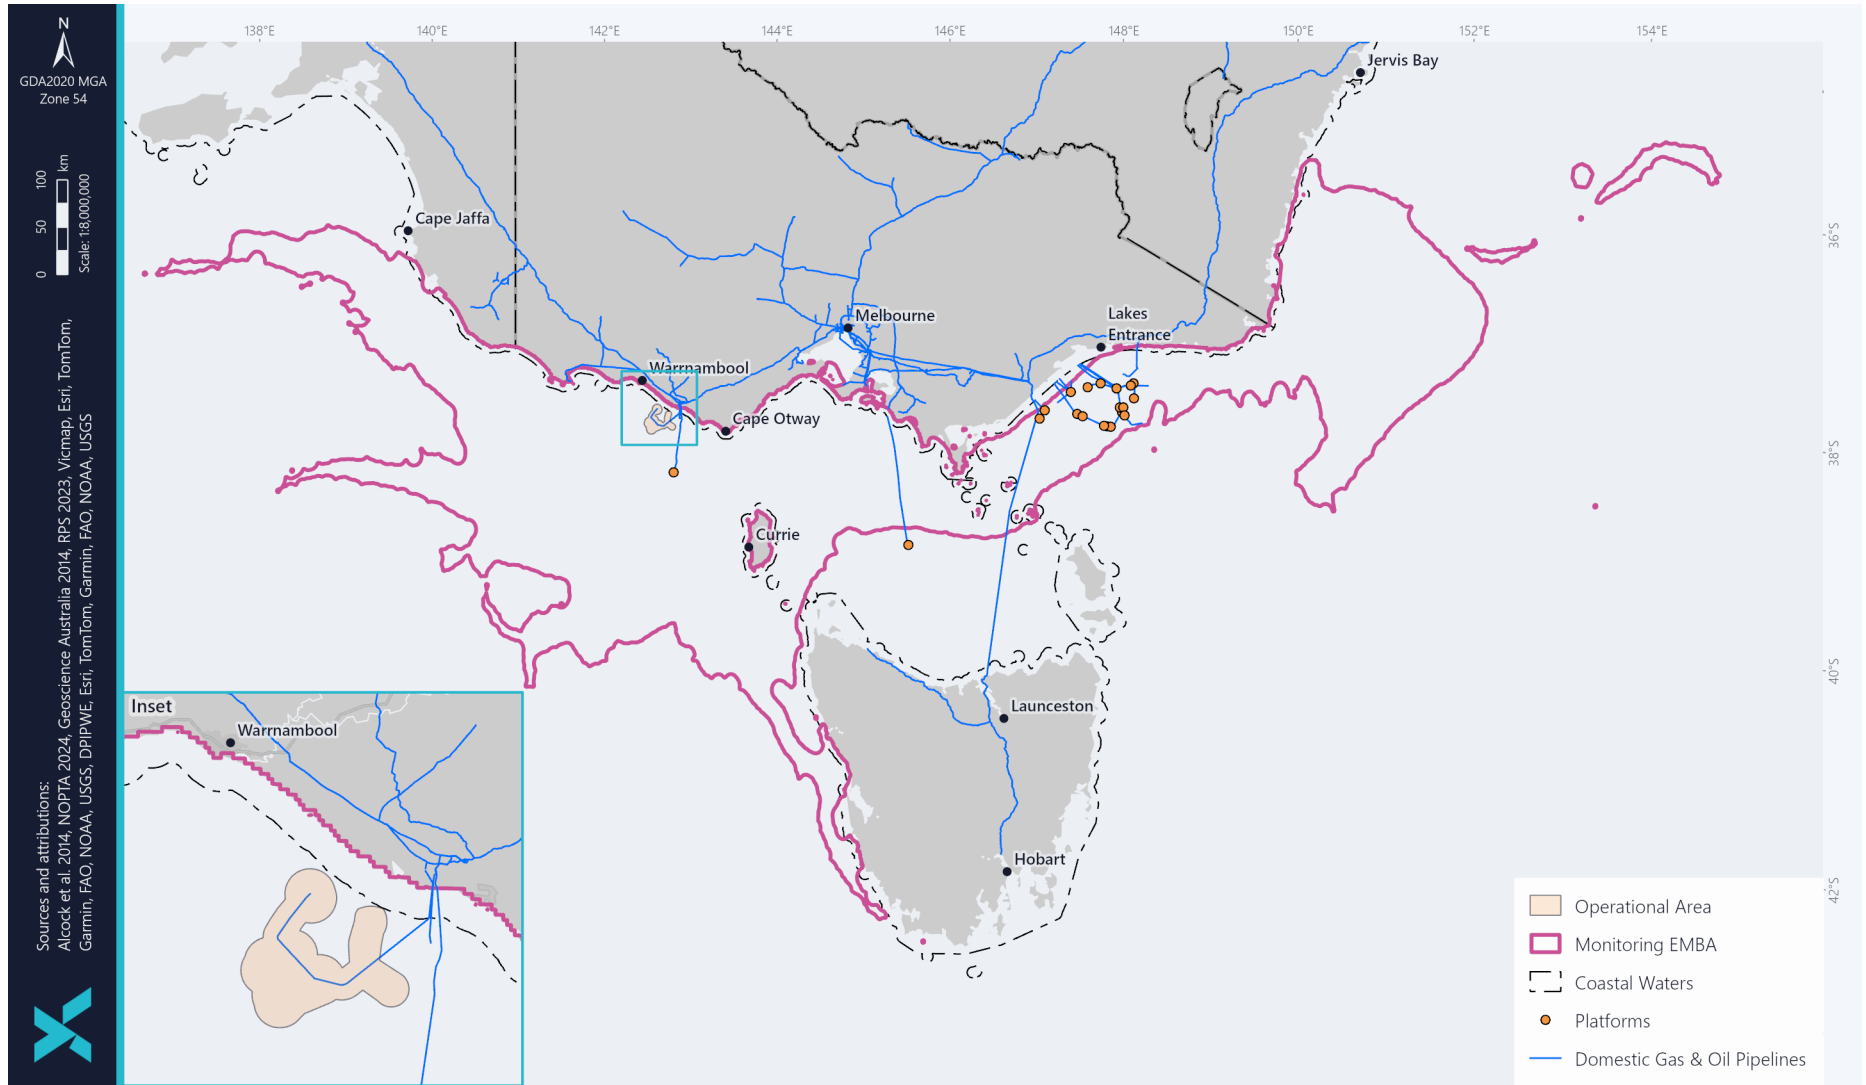 GDA2020 MGA
Zone 54
0 50 100 km
Scale: 1:8,000,000
Sources and attributions:
Alcock et al. 2014, NOPTA 2024, Geoscience Australia 2014, RPS 2023, Vicmap, Esri, TomTom,
Garmin, FAO, NOAA, USGS, DPIPWE, Esri, TomTom, Garmin, FAO, NOAA, USGS
138°E 140°E 142°E 144°E 146°E 148°E 150°E 152°E 154°E
Jervis Bay
Cape Jaffa
36°S
Melbourne
Lakes
Entrance
Warrnambool
Cape Otway
38°S
Currie
40°S
Launceston
Hobart
42°S
Inset
Warrnambool
Operational Area
Monitoring EMBA
Coastal Waters
Platforms
Domestic Gas & Oil Pipelines